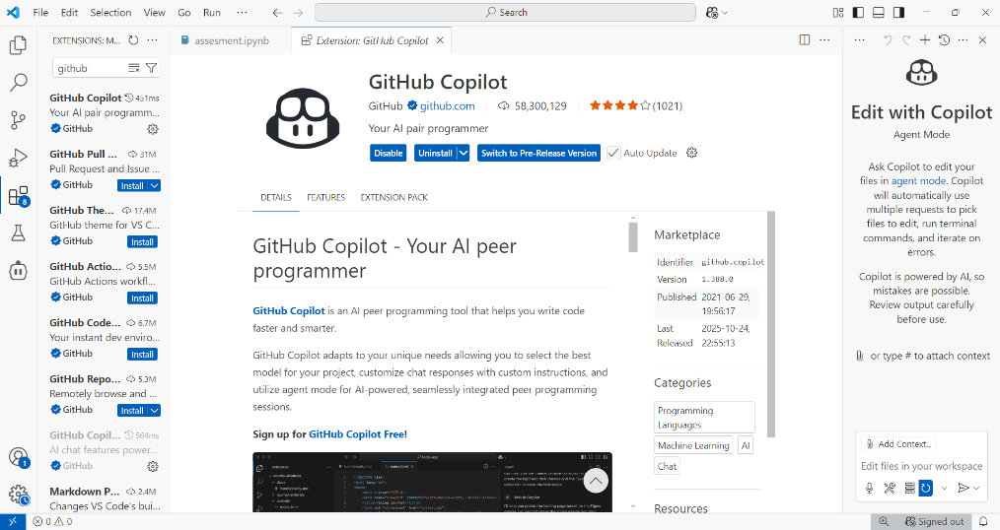 File Edit Selection View Go Run ··· Search
EXTENSIONS: M... ···
github
GitHub Copilot 451ms
Your AI pair programm...
GitHub
GitHub Pull ... 31M
Pull Request and Issue ...
GitHub Install
GitHub The... 17.4M
GitHub theme for VS C...
GitHub Install
GitHub Actio... 5.5M
GitHub Actions workfl...
GitHub Install
GitHub Code... 6.7M
Your instant dev enviro...
GitHub Install
GitHub Repo... 5.3M
Remotely browse and ...
GitHub Install
GitHub Copil... 564ms
AI chat features power...
GitHub
Markdown P... 2.4M
Changes VS Code's bui...
8
1
assesment.ipynb Extension: GitHub Copilot
GitHub Copilot
GitHub github.com 58,300,129 (1021)
Your AI pair programmer
Disable Uninstall Switch to Pre-Release Version Auto Update
DETAILS FEATURES EXTENSION PACK
GitHub Copilot - Your AI peer
programmer
GitHub Copilot is an AI peer programming tool that helps you write code
faster and smarter.
GitHub Copilot adapts to your unique needs allowing you to select the best
model for your project, customize chat responses with custom instructions, and
utilize agent mode for AI-powered, seamlessly integrated peer programming
sessions.
Sign up for GitHub Copilot Free!
Marketplace
Identifier github.copilot
Version 1.388.0
Published 2021-06-29,
19:56:17
Last 2025-10-24,
Released 22:55:13
Categories
Programming
Languages
Machine Learning AI
Chat
Resources
Edit with Copilot
Agent Mode
Ask Copilot to edit your
files in agent mode. Copilot
will automatically use
multiple requests to pick
files to edit, run terminal
commands, and iterate on
errors.
Copilot is powered by AI, so
mistakes are possible.
Review output carefully
before use.
or type # to attach context
Add Context...
Edit files in your workspace
0 0
Signed out